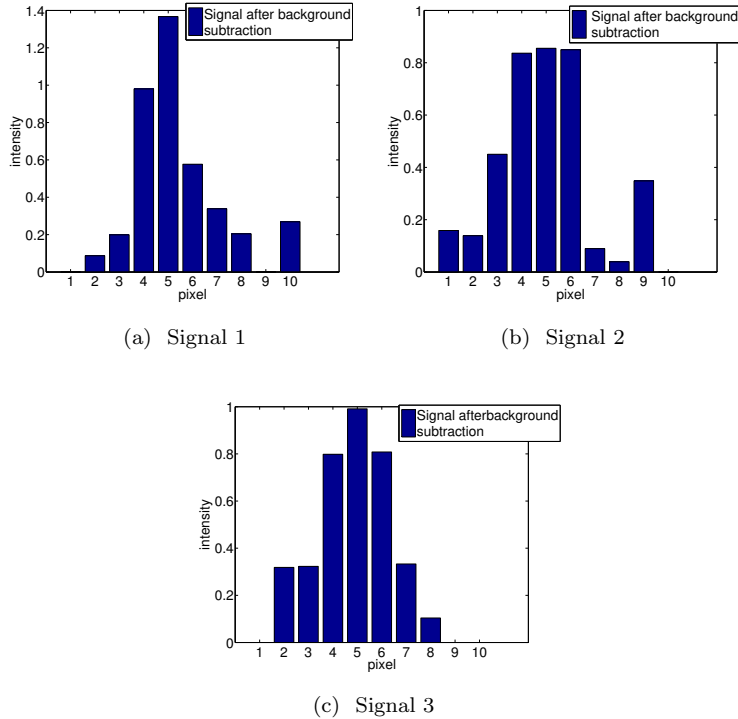 1.4
1.2
1
0.8
0.6
0.4
0.2
0
intensity
Signal after background
subtraction
1 2 3 4 5 6 7 8 9 10
pixel
(a) Signal 1
1
0.8
0.6
0.4
0.2
0
intensity
Signal after background
subtraction
1 2 3 4 5 6 7 8 9 10
pixel
(b) Signal 2
1
0.8
0.6
0.4
0.2
0
intensity
Signal afterbackground
subtraction
1 2 3 4 5 6 7 8 9 10
pixel
(c) Signal 3